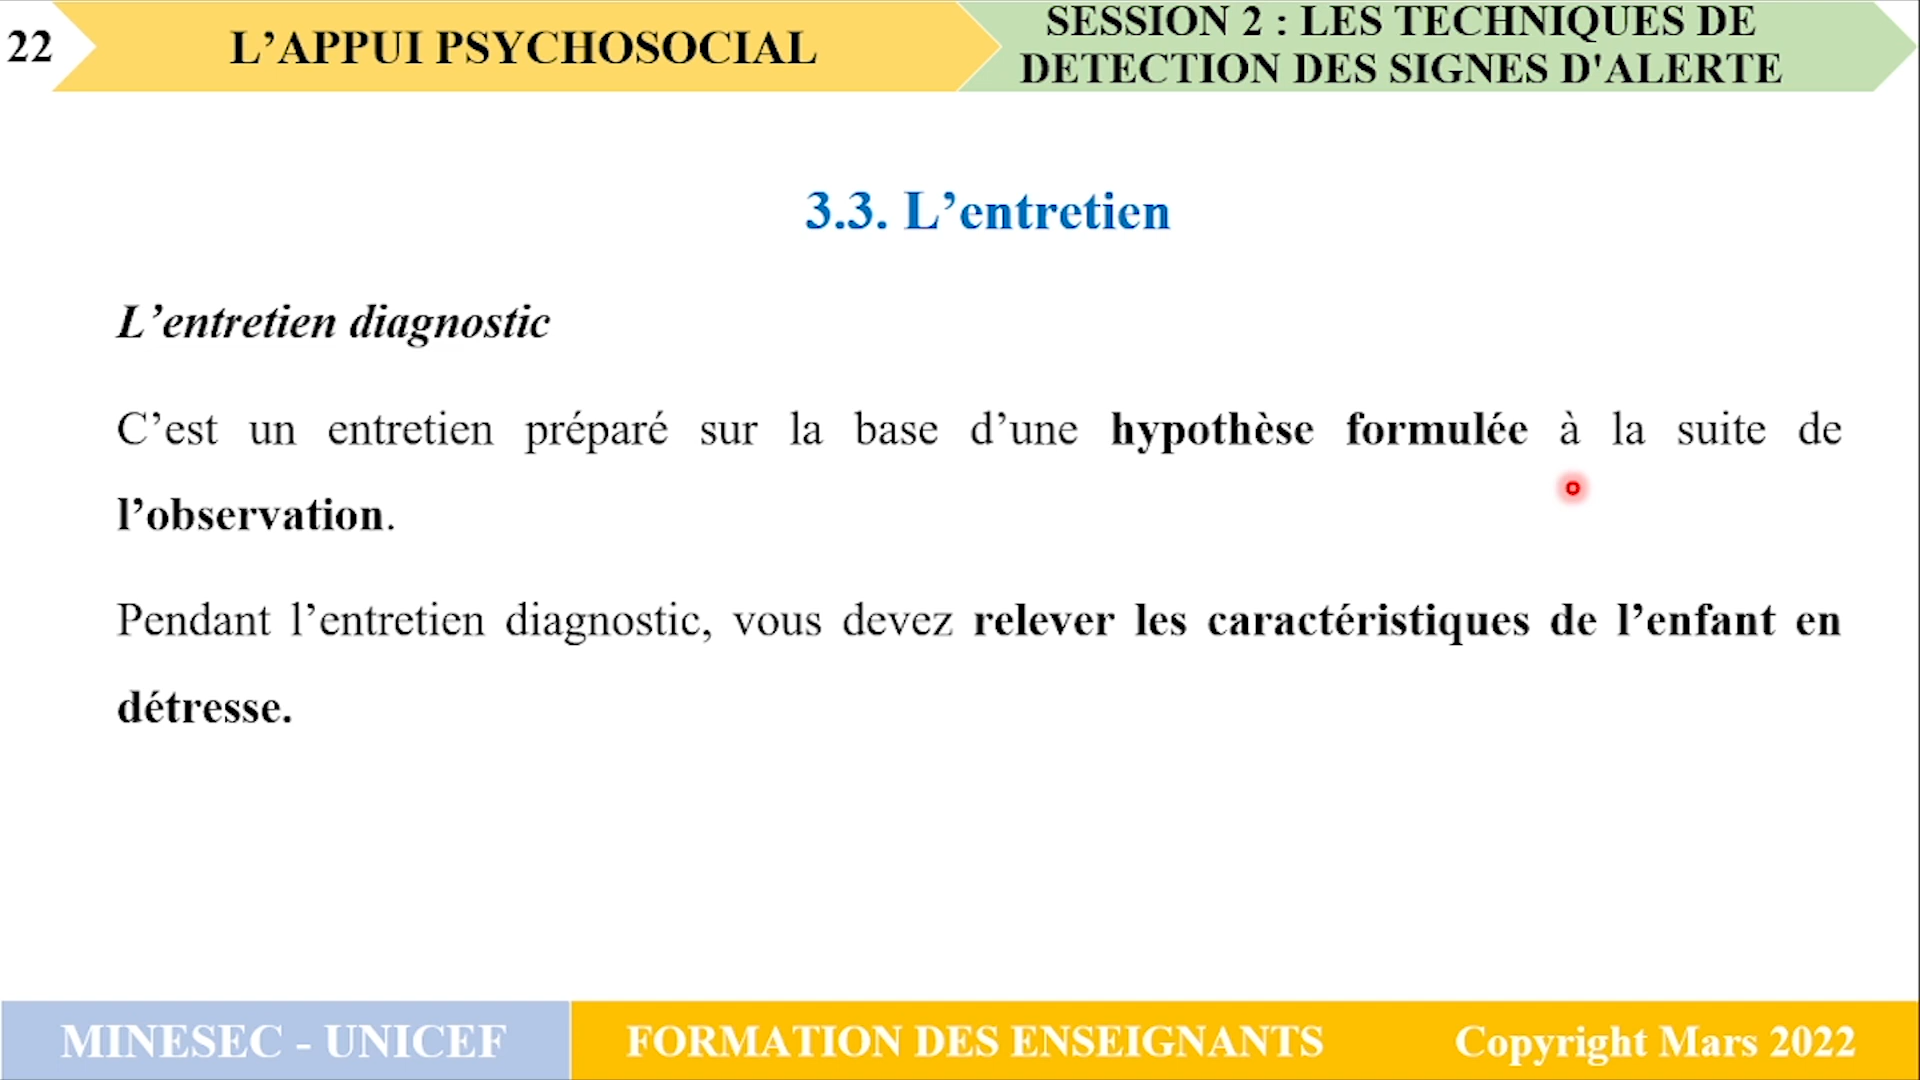 22
L’APPUI PSYCHOSOCIAL
SESSION 2 : LES TECHNIQUES DE
DETECTION DES SIGNES D'ALERTE
3.3. L’entretien
L’entretien diagnostic
C’est un entretien préparé sur la base d’une hypothèse formulée à la suite de
l’observation.
Pendant l’entretien diagnostic, vous devez relever les caractéristiques de l’enfant en
détresse.
MINESEC - UNICEF
FORMATION DES ENSEIGNANTS
Copyright Mars 2022